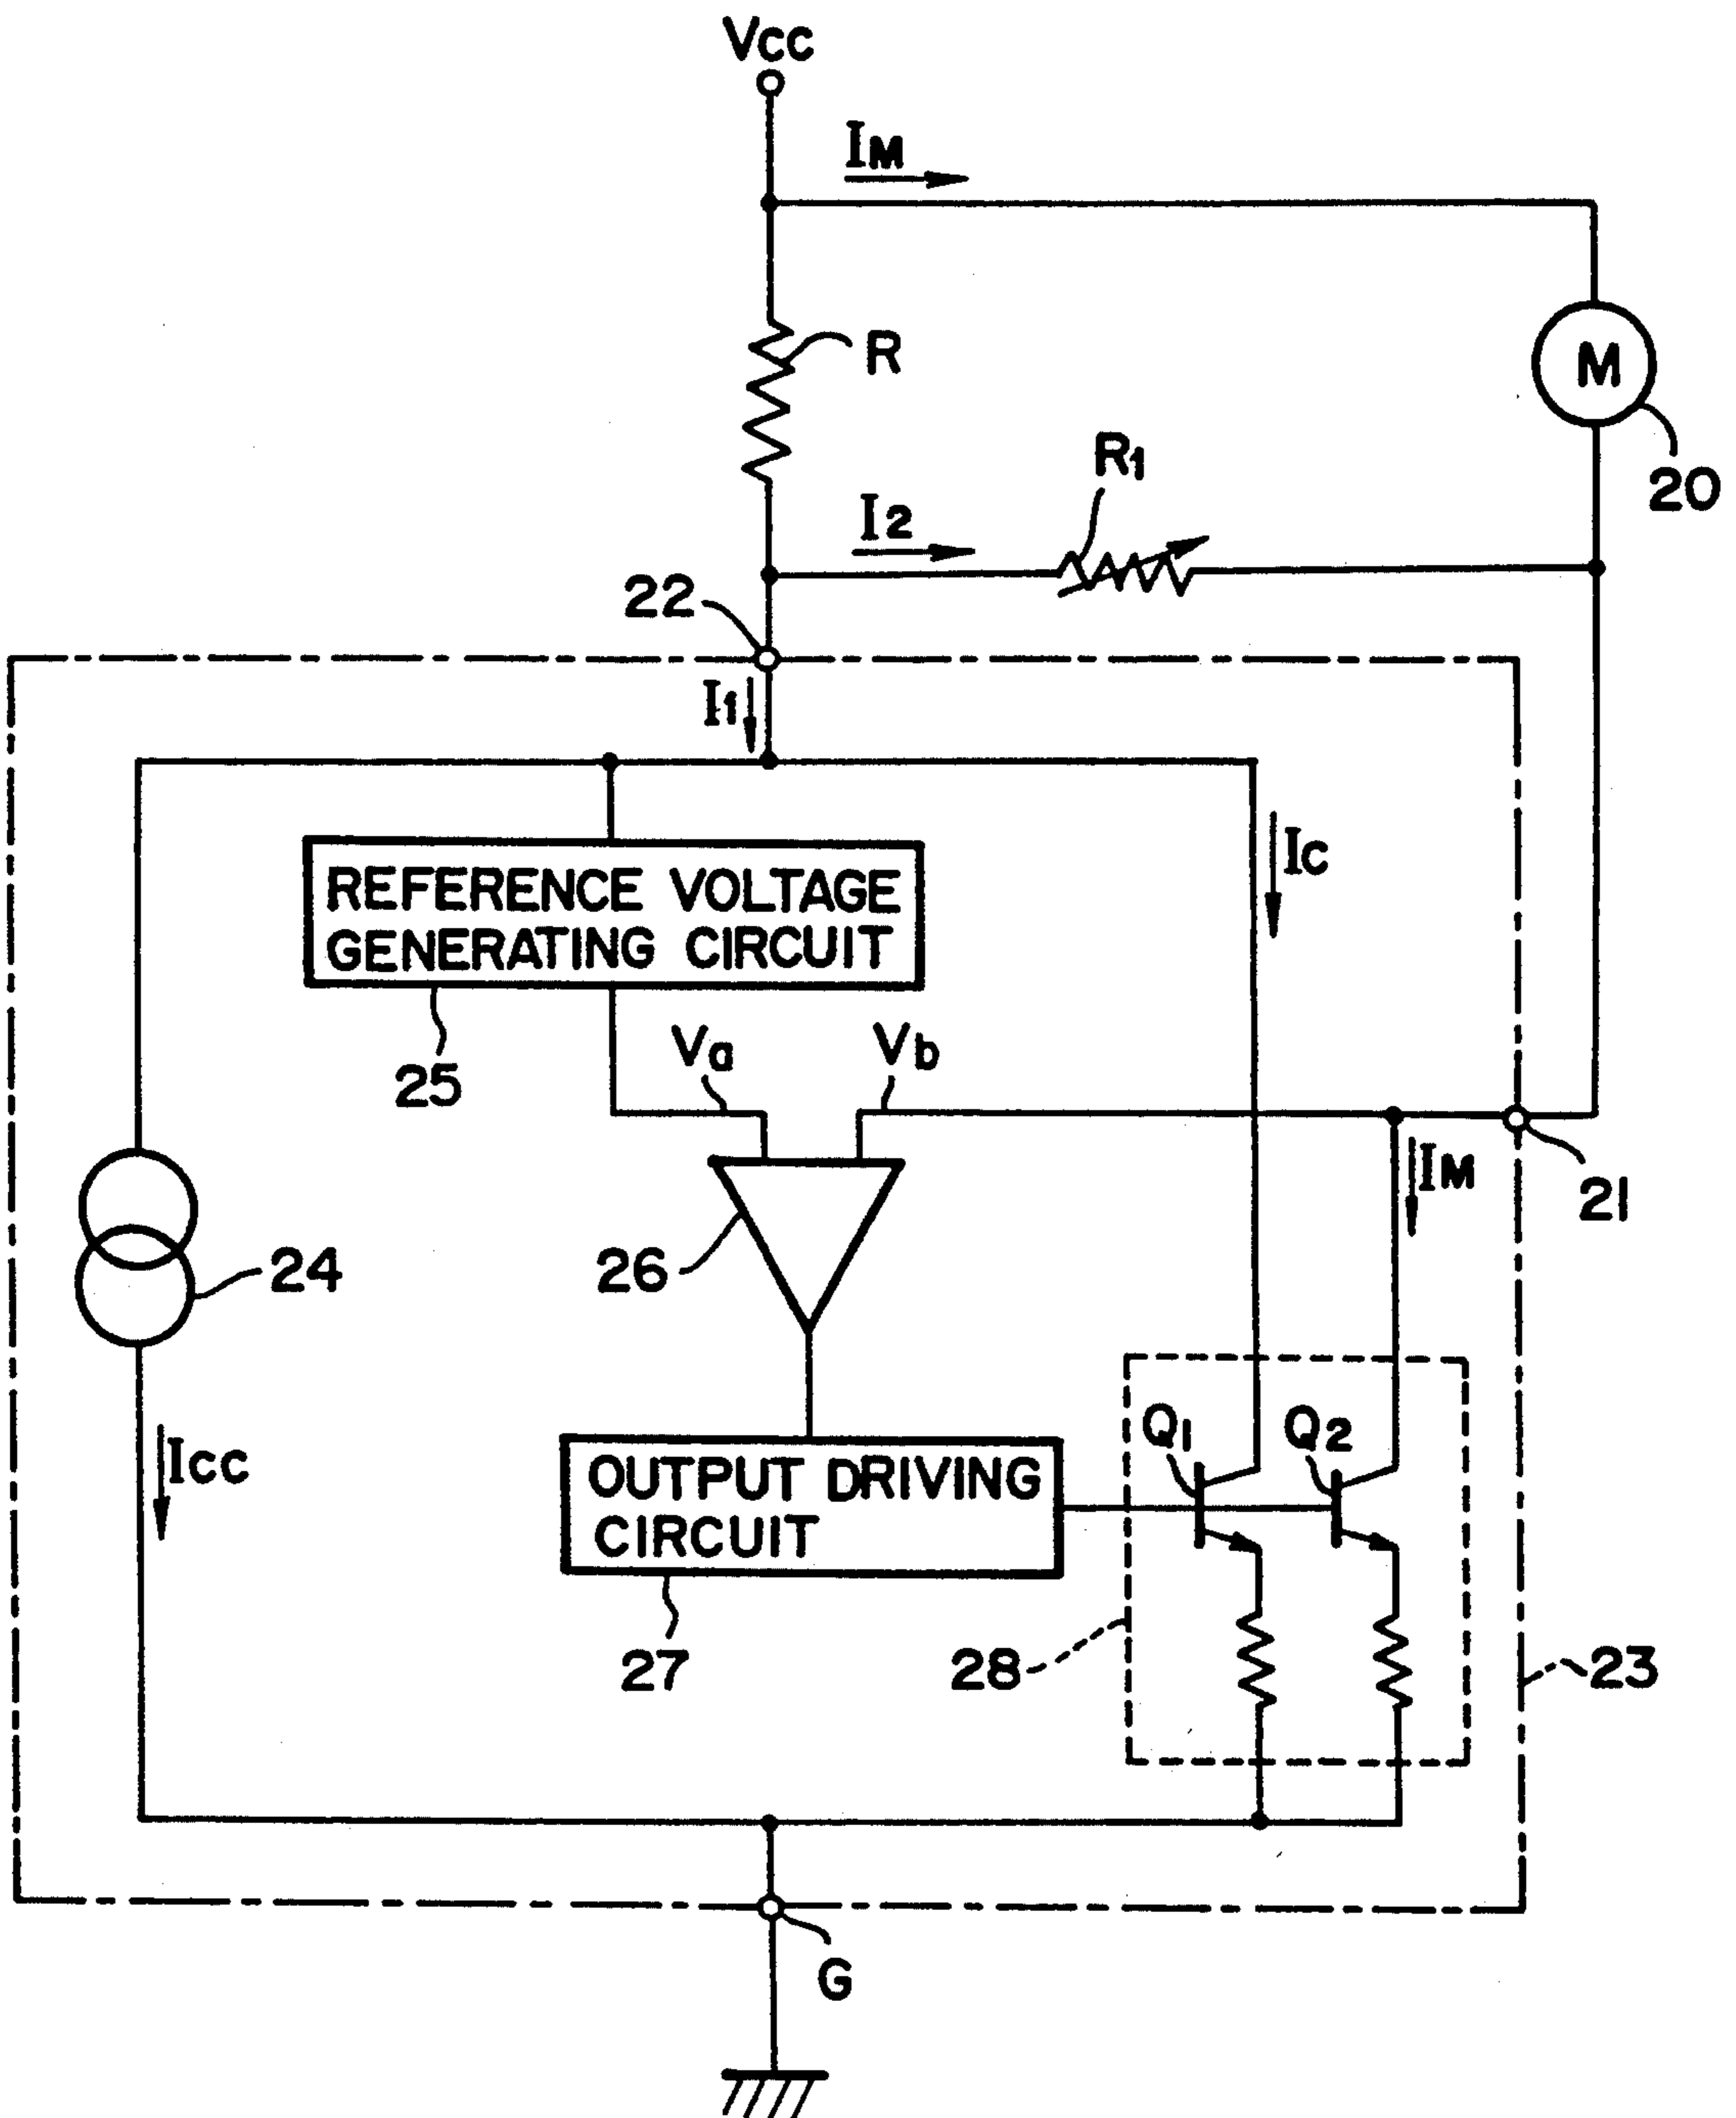 Vcc
IM
R
M
R1
20
I2
22
I1
IC
REFERENCE VOLTAGE
GENERATING CIRCUIT
Va
Vb
25
IM
21
26
24
Q1
Q2
ICC
OUTPUT DRIVING
CIRCUIT
28
27
23
G